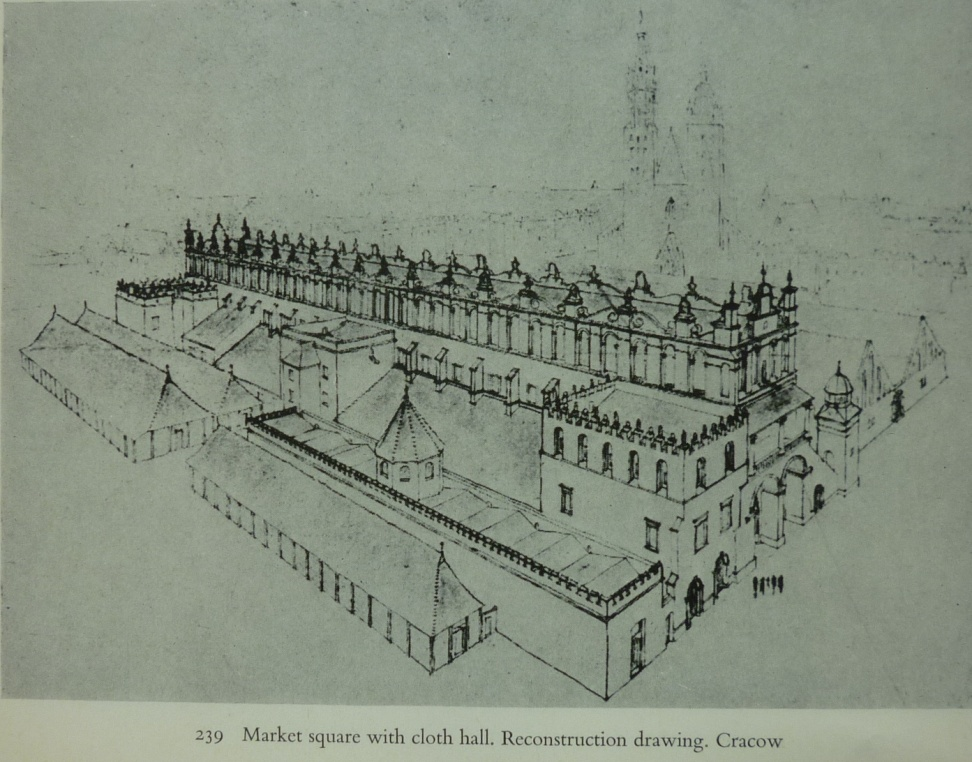 239 Market square with cloth hall. Reconstruction drawing. Cracow